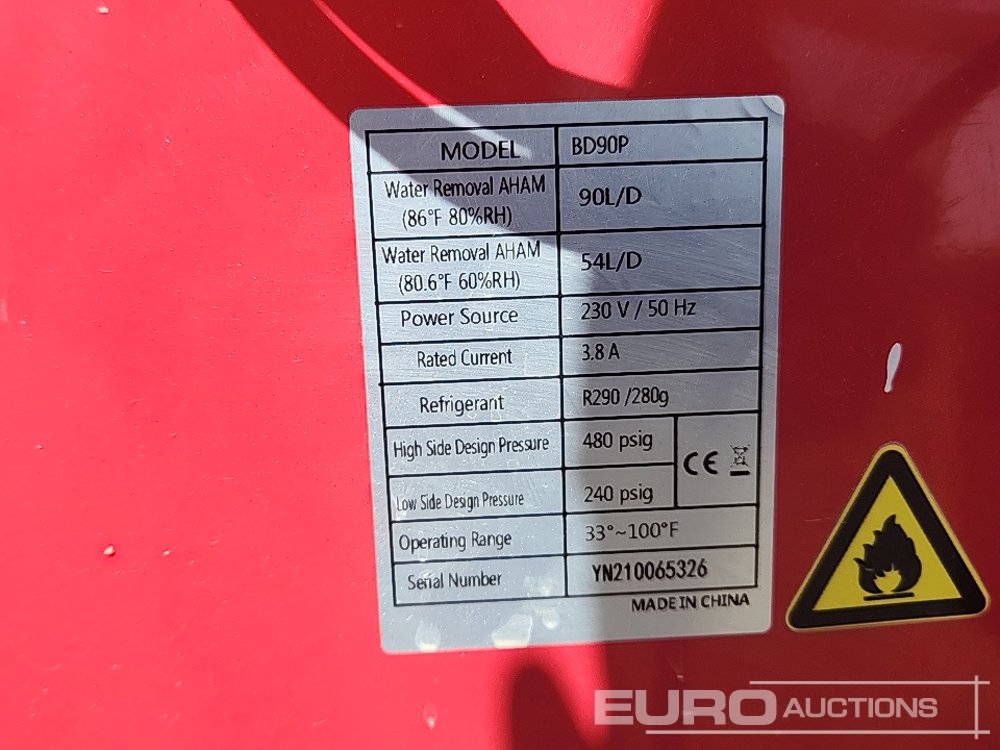 MODEL BD90P
Water Removal AHAM
(86°F 80%RH) 90L/D
Water Removal AHAM
(80.6°F 60%RH) 54L/D
Power Source 230 V / 50 Hz
Rated Current 3.8 A
Refrigerant R290 /280g
High Side Design Pressure 480 psig
CE
Low Side Design Pressure 240 psig
Operating Range 33°~100°F
Serial Number YN210065326
MADE IN CHINA
EURO AUCTIONS